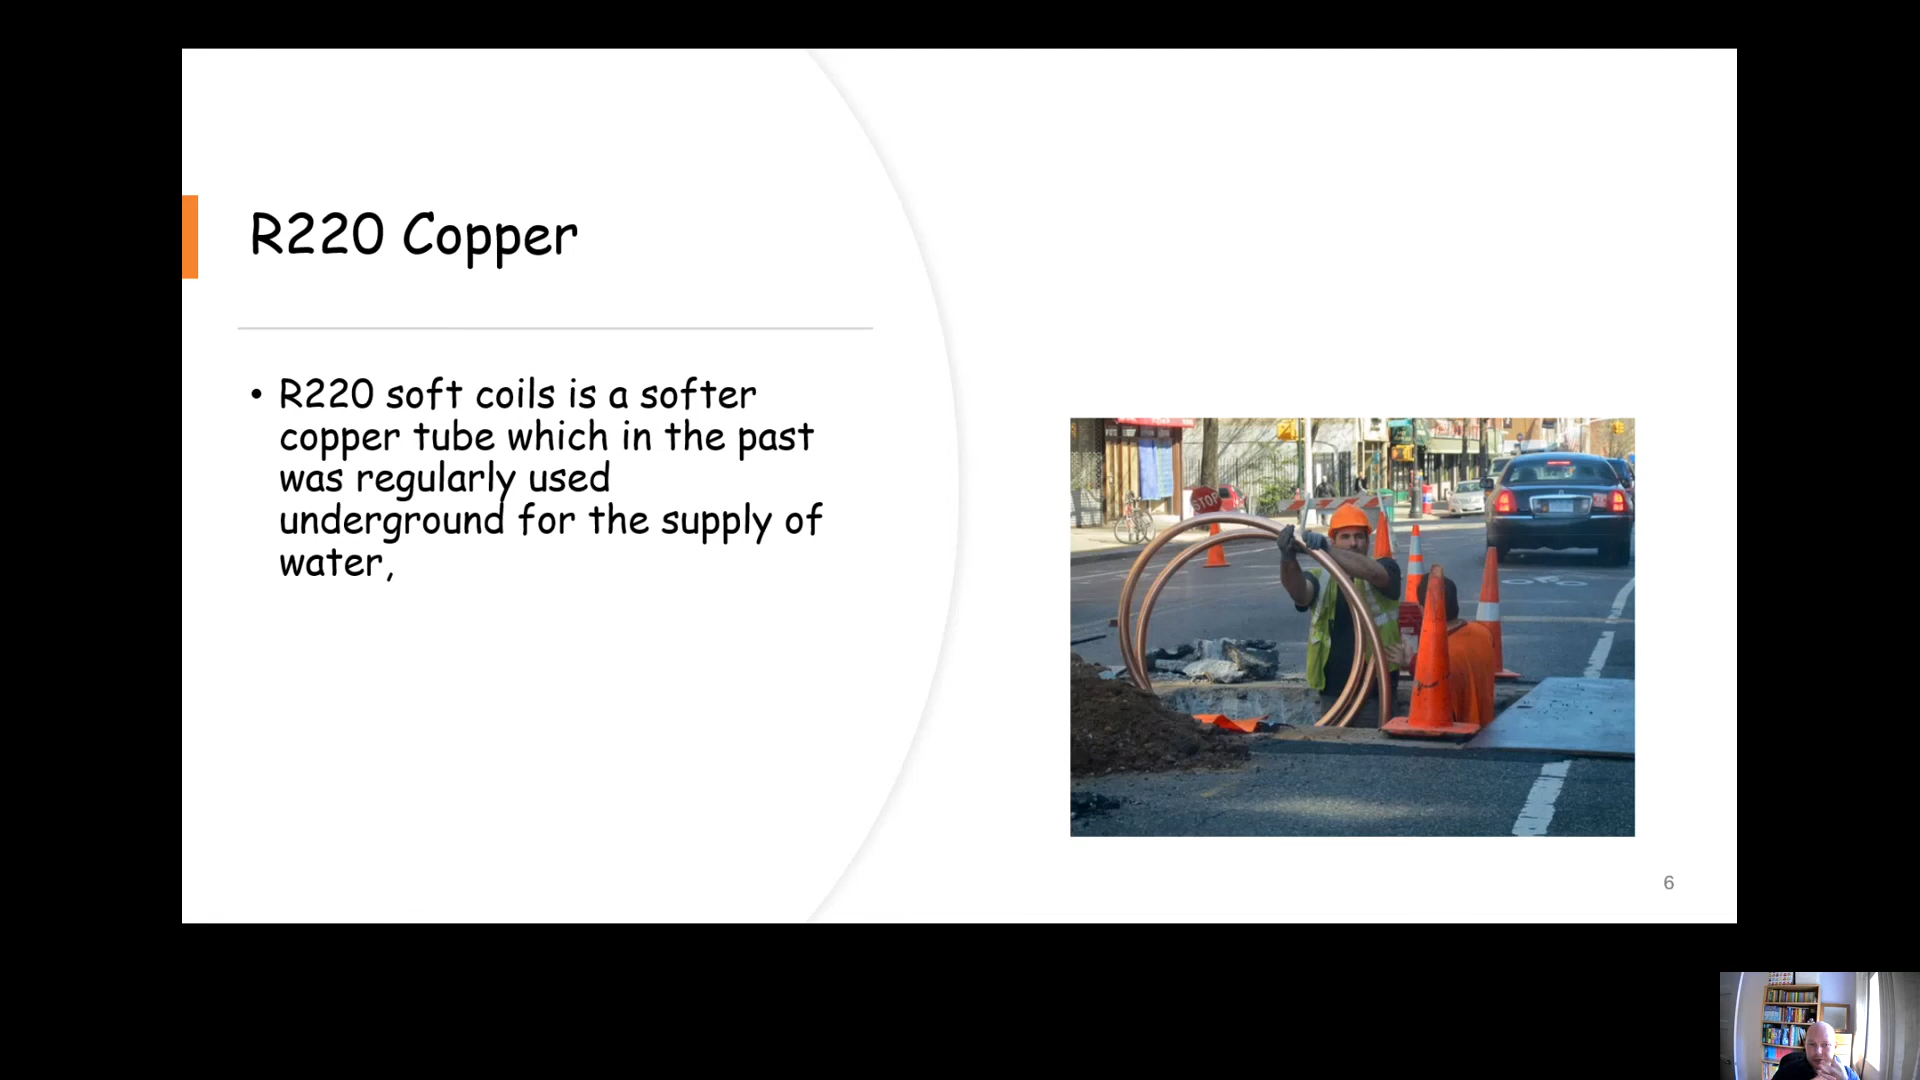 R220 Copper
• R220 soft coils is a softer
copper tube which in the past
was regularly used
underground for the supply of
water,
STOP
6